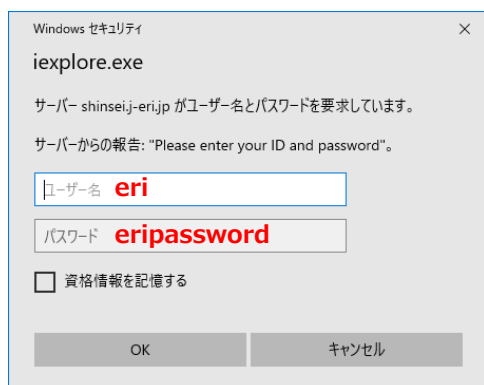 Windows セキュリティ
iexplore.exe
サーバー shinsei.j-eri.jp がユーザー名とパスワードを要求しています。
サーバーからの報告: "Please enter your ID and password"。
ユーザー名 eri
パスワード eripassword
資格情報を記憶する
OK キャンセル